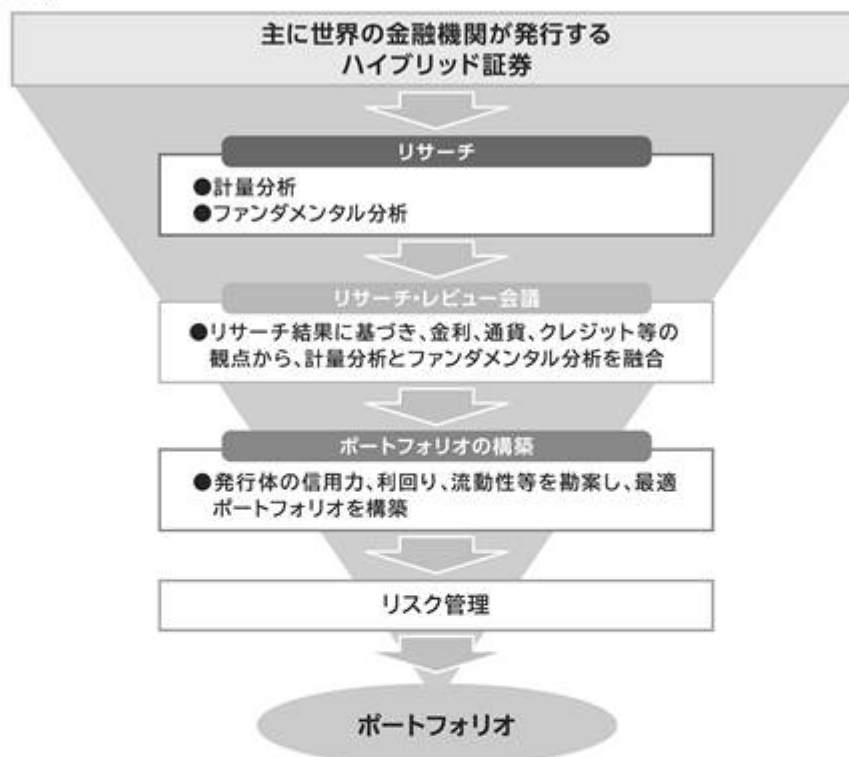 主に世界の金融機関が発行する
ハイブリッド証券
リサーチ
●計量分析
●ファンダメンタル分析
リサーチ・レビュー会議
●リサーチ結果に基づき、金利、通貨、クレジット等の
観点から、計量分析とファンダメンタル分析を融合
ポートフォリオの構築
●発行体の信用力、利回り、流動性等を勘案し、最適
ポートフォリオを構築
リスク管理
ポートフォリオ